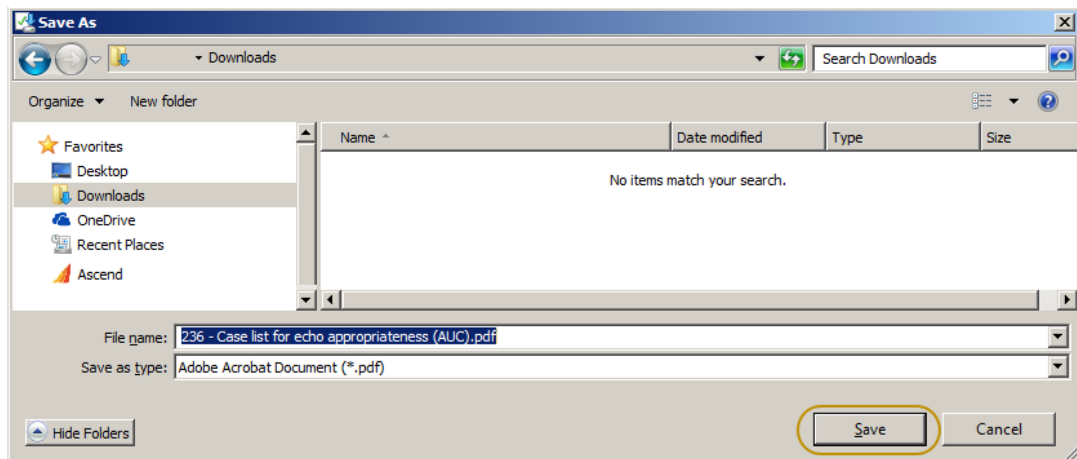 Save As
Downloads
Search Downloads
Organize
New folder
Name
Date modified
Type
Size
Favorites
Desktop
Downloads
OneDrive
Recent Places
Ascend
No items match your search.
File name: 236 - Case list for echo appropriateness (AUC).pdf
Save as type: Adobe Acrobat Document (*.pdf)
Hide Folders
Save
Cancel